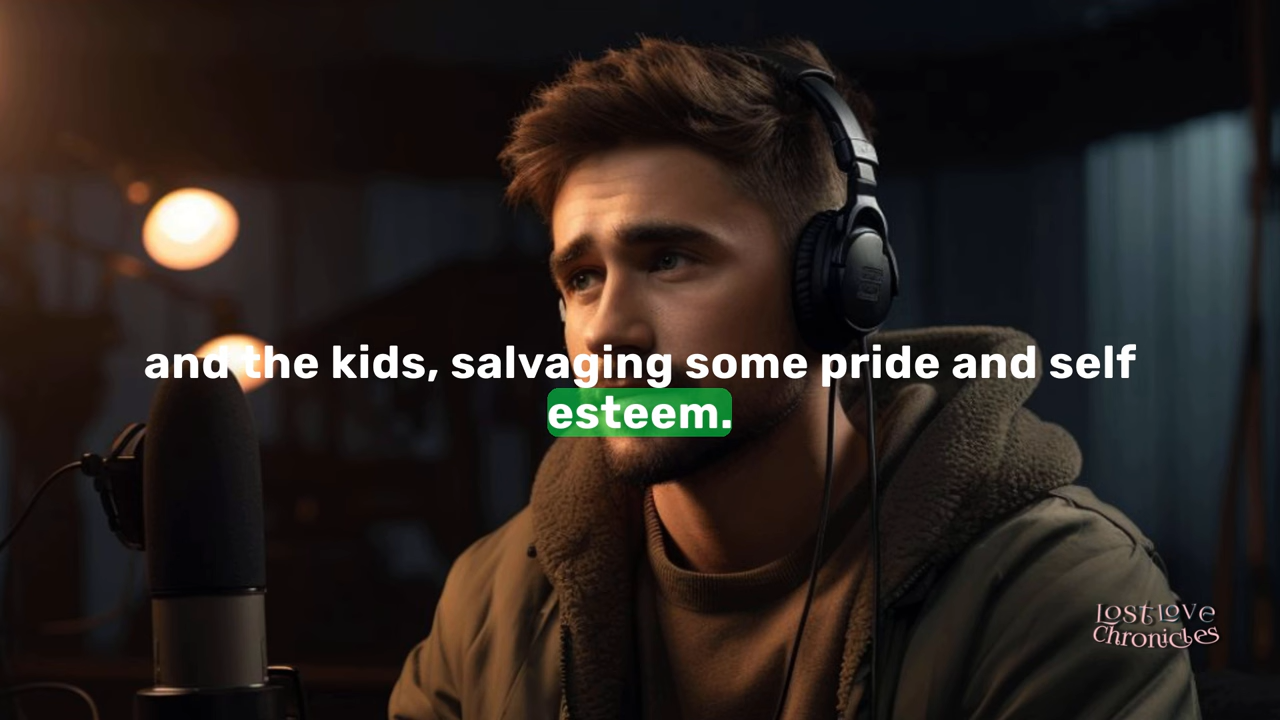 and the kids, salvaging some pride and self
esteem.
Lost Love
Chronicles